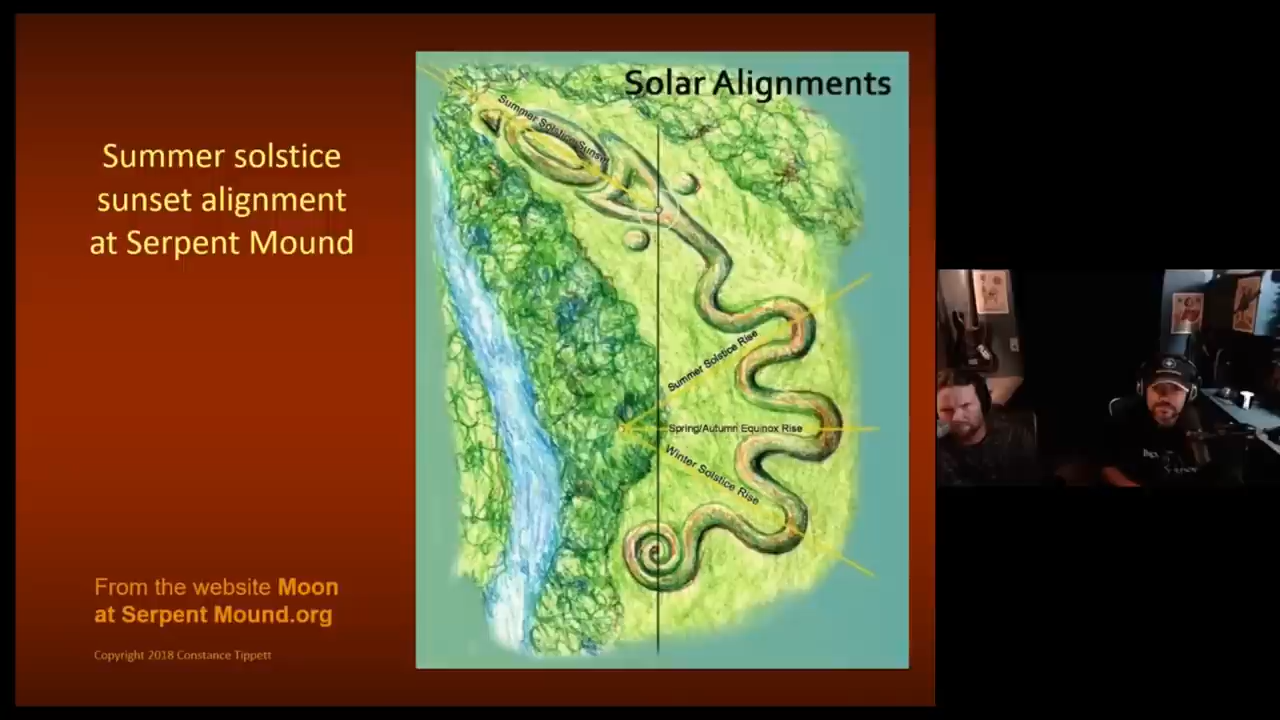 Summer solstice
sunset alignment
at Serpent Mound
From the website Moon
at Serpent Mound.org
Copyright 2018 Constance Tippett
Solar Alignments
Summer Solstice Sunset
Summer Solstice Rise
Spring/Autumn Equinox Rise
Winter Solstice Rise